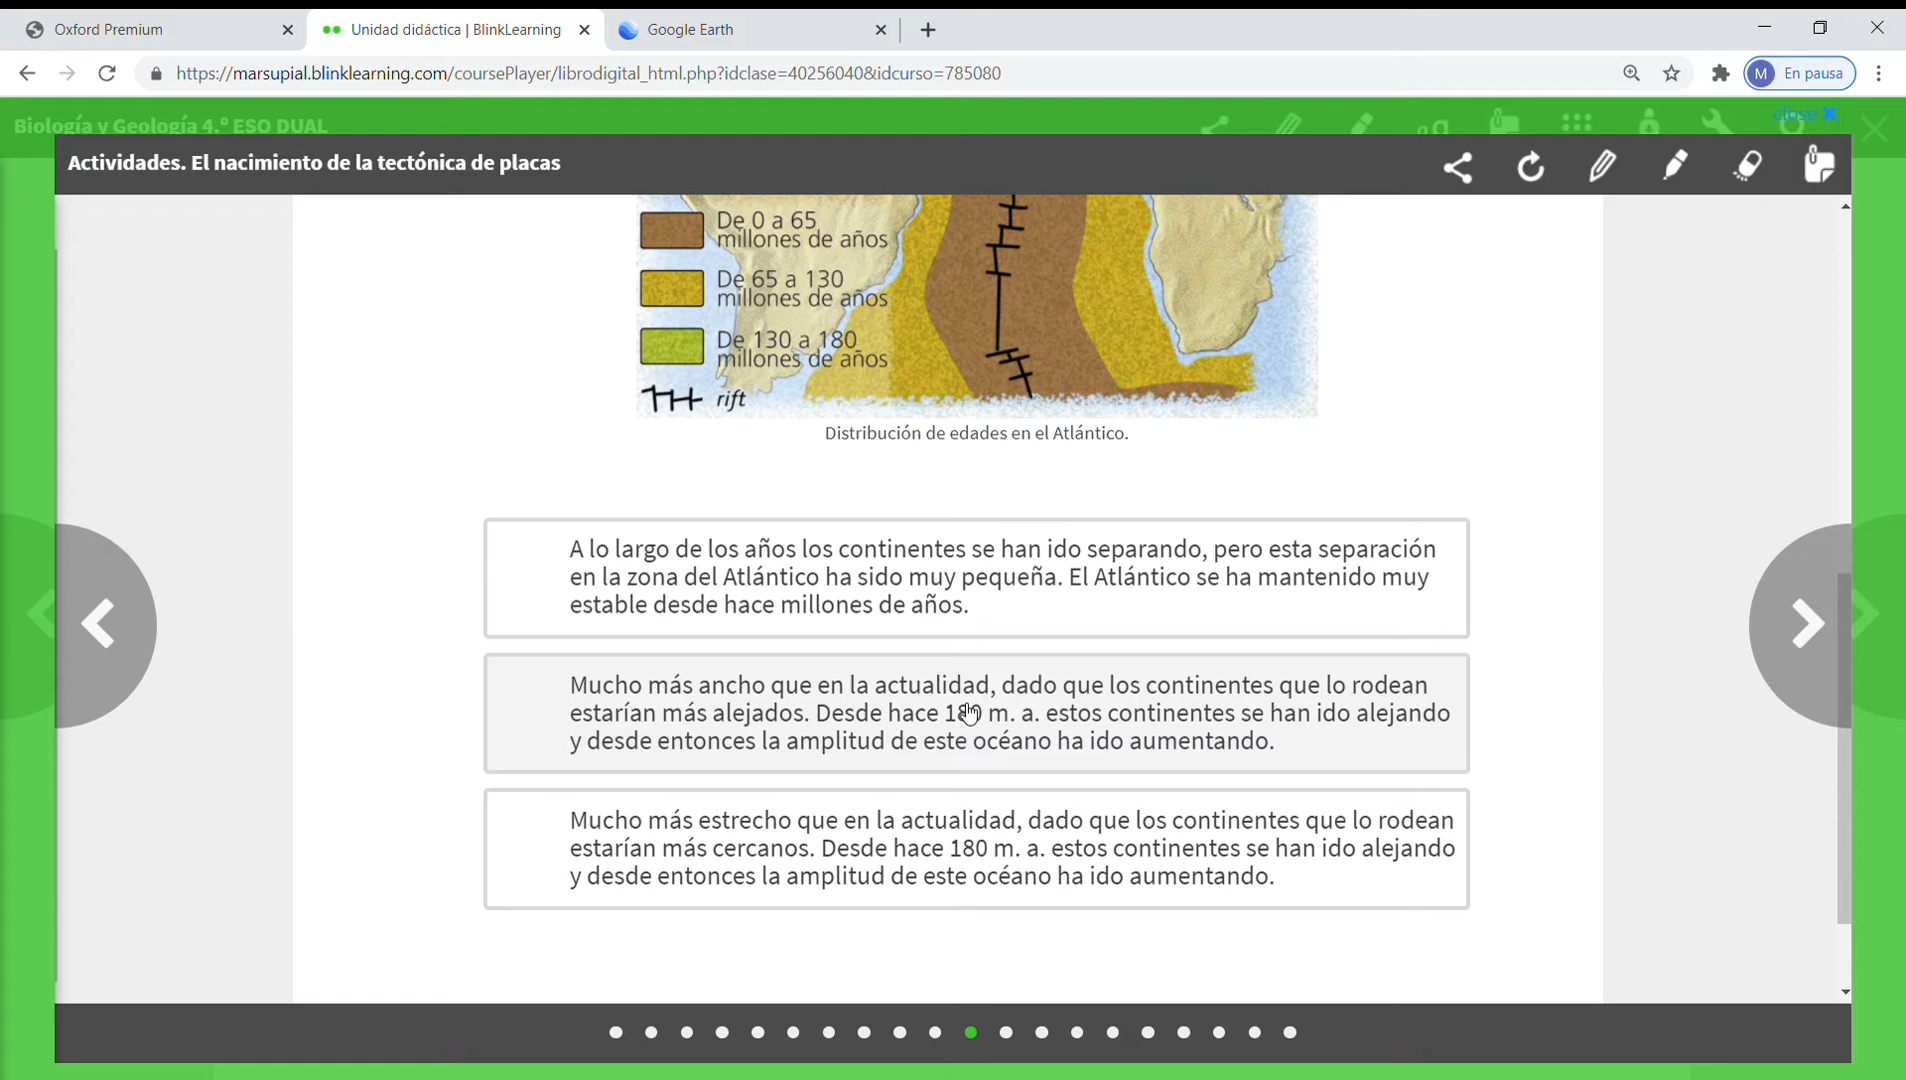 Oxford Premium
Unidad didáctica | BlinkLearning
Google Earth
https://marsupial.blinklearning.com/coursePlayer/librodigital_html.php?idclase=40256040&idcurso=785080
M En pausa
Biología y Geología 4.º ESO DUAL
close
Actividades. El nacimiento de la tectónica de placas
De 0 a 65
millones de años
De 65 a 130
millones de años
De 130 a 180
millones de años
rift
Distribución de edades en el Atlántico.
A lo largo de los años los continentes se han ido separando, pero esta separación
en la zona del Atlántico ha sido muy pequeña. El Atlántico se ha mantenido muy
estable desde hace millones de años.
Mucho más ancho que en la actualidad, dado que los continentes que lo rodean
estarían más alejados. Desde hace 180 m. a. estos continentes se han ido alejando
y desde entonces la amplitud de este océano ha ido aumentando.
Mucho más estrecho que en la actualidad, dado que los continentes que lo rodean
estarían más cercanos. Desde hace 180 m. a. estos continentes se han ido alejando
y desde entonces la amplitud de este océano ha ido aumentando.